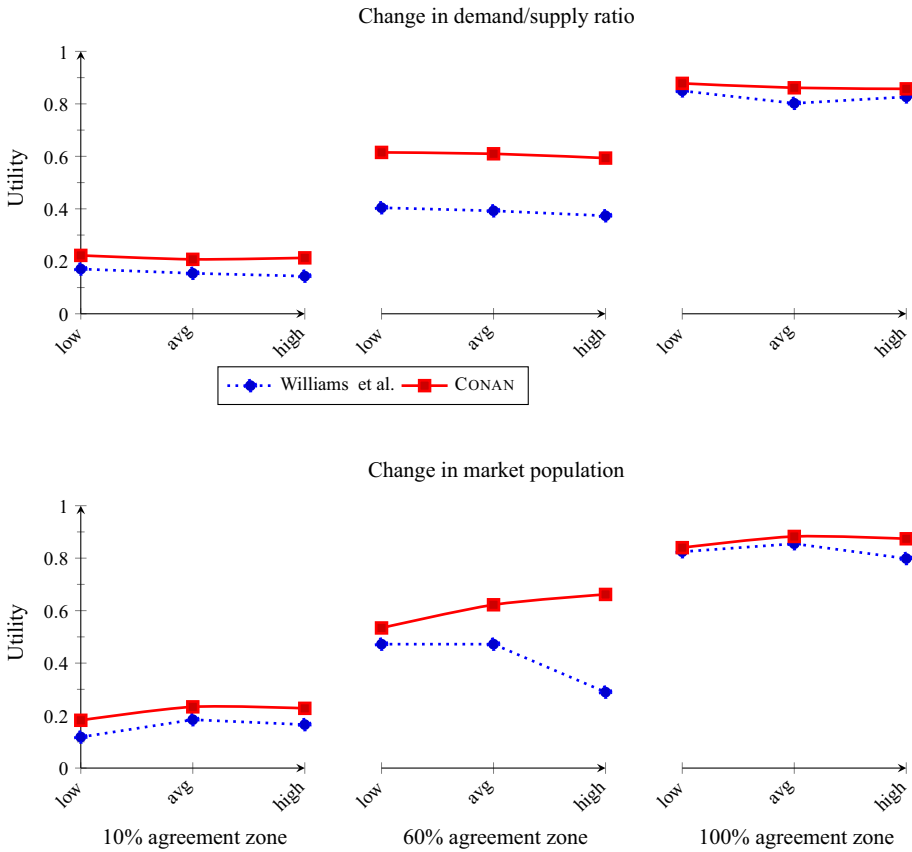 Change in demand/supply ratio
1
0.8
0.6
0.4
0.2
0
Utility
low avg high low avg high low avg high
Williams et al. CONAN
Change in market population
1
0.8
0.6
0.4
0.2
0
Utility
low avg high low avg high low avg high
10% agreement zone 60% agreement zone 100% agreement zone